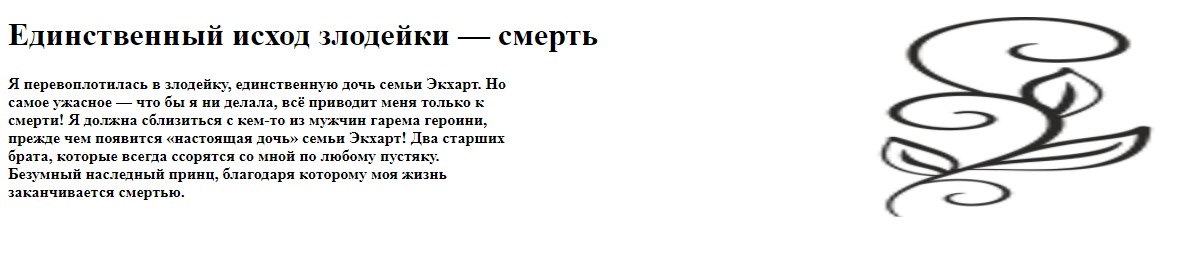 Единственный исход злодейки — смерть
Я перевоплотилась в злодейку, единственную дочь семьи Экхарт. Но
самое ужасное — что бы я ни делала, всё приводит меня только к
смерти! Я должна сблизиться с кем-то из мужчин гарема героини,
прежде чем появится «настоящая дочь» семьи Экхарт! Два старших
брата, которые всегда ссорятся со мной по любому пустяку.
Безумный наследный принц, благодаря которому моя жизнь
заканчивается смертью.